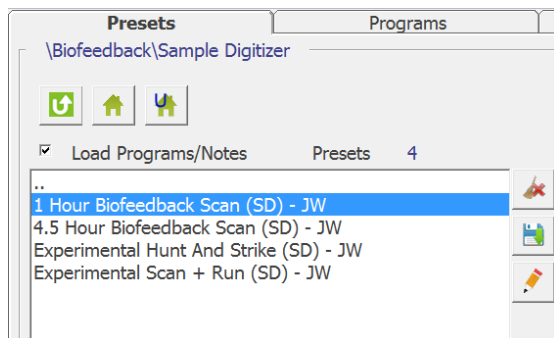 Presets Programs
\Biofeedback\Sample Digitizer
U
Load Programs/Notes Presets 4
..
1 Hour Biofeedback Scan (SD) - JW
4.5 Hour Biofeedback Scan (SD) - JW
Experimental Hunt And Strike (SD) - JW
Experimental Scan + Run (SD) - JW